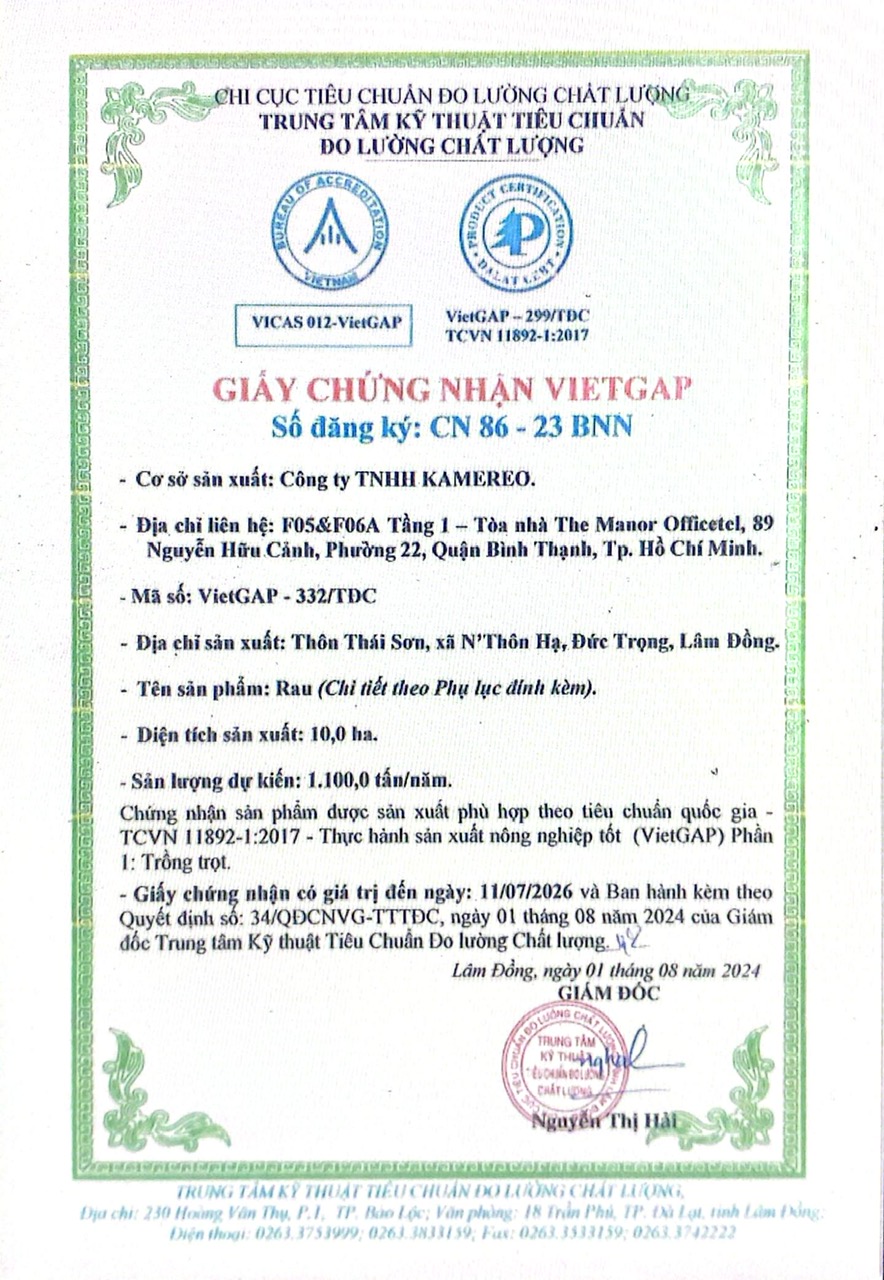 CHI CỤC TIÊU CHUẨN ĐO LƯỜNG CHẤT LƯỢNG
TRUNG TÂM KỸ THUẬT TIÊU CHUẨN
ĐO LƯỜNG CHẤT LƯỢNG
BUREAU OF ACCREDITATION
VIETNAM
PRODUCT CERTIFICATION
DALAT CERT
VICAS 012-VietGAP
VietGAP – 299/TDC
TCVN 11892-1:2017
GIẤY CHỨNG NHẬN VIETGAP
Số đăng ký: CN 86 - 23 BNN
- Cơ sở sản xuất: Công ty TNHH KAMEREO.
- Địa chỉ liên hệ: F05&F06A Tầng 1 – Tòa nhà The Manor Officetel, 89
Nguyễn Hữu Cảnh, Phường 22, Quận Bình Thạnh, Tp. Hồ Chí Minh.
- Mã số: VietGAP - 332/TĐC
- Địa chỉ sản xuất: Thôn Thái Sơn, xã N'Thôn Hạ, Đức Trọng, Lâm Đồng.
- Tên sản phẩm: Rau (Chi tiết theo Phụ lục đính kèm).
- Diện tích sản xuất: 10,0 ha.
- Sản lượng dự kiến: 1.100,0 tấn/năm.
Chứng nhận sản phẩm được sản xuất phù hợp theo tiêu chuẩn quốc gia -
TCVN 11892-1:2017 - Thực hành sản xuất nông nghiệp tốt (VietGAP) Phần
1: Trồng trọt.
- Giấy chứng nhận có giá trị đến ngày: 11/07/2026 và Ban hành kèm theo
Quyết định số: 34/QĐCNVG-TTTĐC, ngày 01 tháng 08 năm 2024 của Giám
đốc Trung tâm Kỹ thuật Tiêu Chuẩn Đo lường Chất lượng.
Lâm Đồng, ngày 01 tháng 08 năm 2024
GIÁM ĐỐC
TRUNG TÂM
KỸ THUẬT
TIÊU CHUẨN ĐO LƯỜNG
CHẤT LƯỢNG
Nguyễn Thị Hải
TRUNG TÂM KỸ THUẬT TIÊU CHUẨN ĐO LƯỜNG CHẤT LƯỢNG,
Địa chỉ: 230 Hoàng Văn Thụ, P.1, TP. Bảo Lộc; Văn phòng: 18 Trần Phú, TP. Đà Lạt, tỉnh Lâm Đồng;
Điện thoại: 0263.3753999; 0263.3833159; Fax: 0263.3533159; 0263.3742222